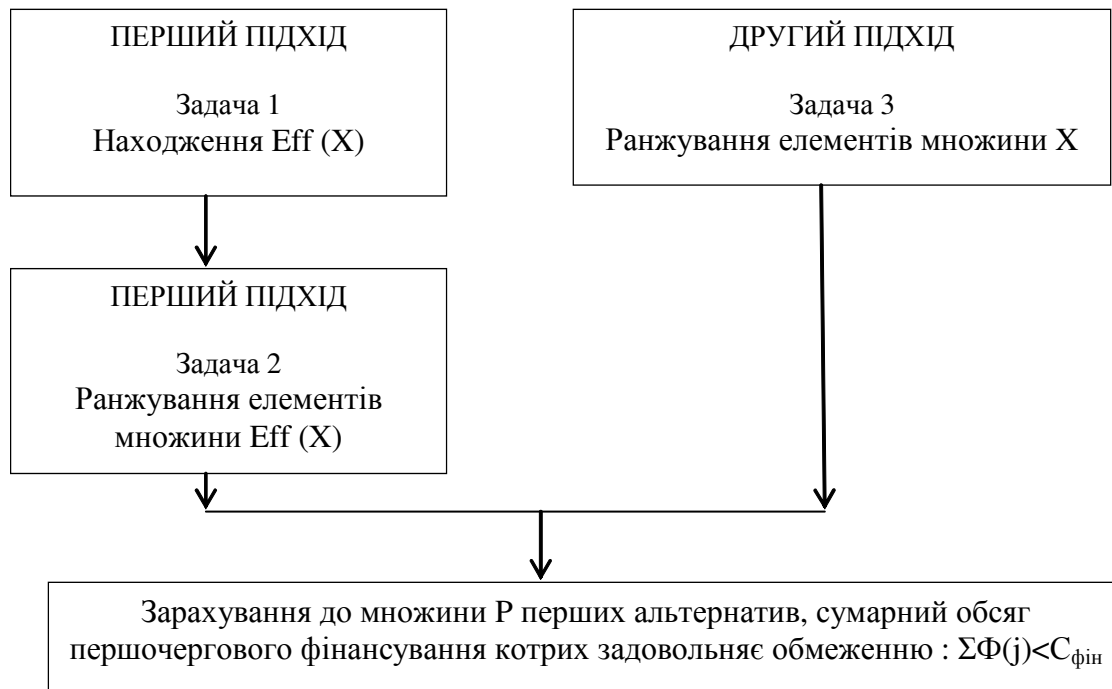 ПЕРШИЙ ПІДХІД
Задача 1
Находження Eff (X)
ДРУГИЙ ПІДХІД
Задача 3
Ранжування елементів множини X
ПЕРШИЙ ПІДХІД
Задача 2
Ранжування елементів
множини Eff (X)
Зарахування до множини P перших альтернатив, сумарний обсяг
першочергового фінансування котрих задовольняє обмеженню : ΣΦ(j)<Cфін